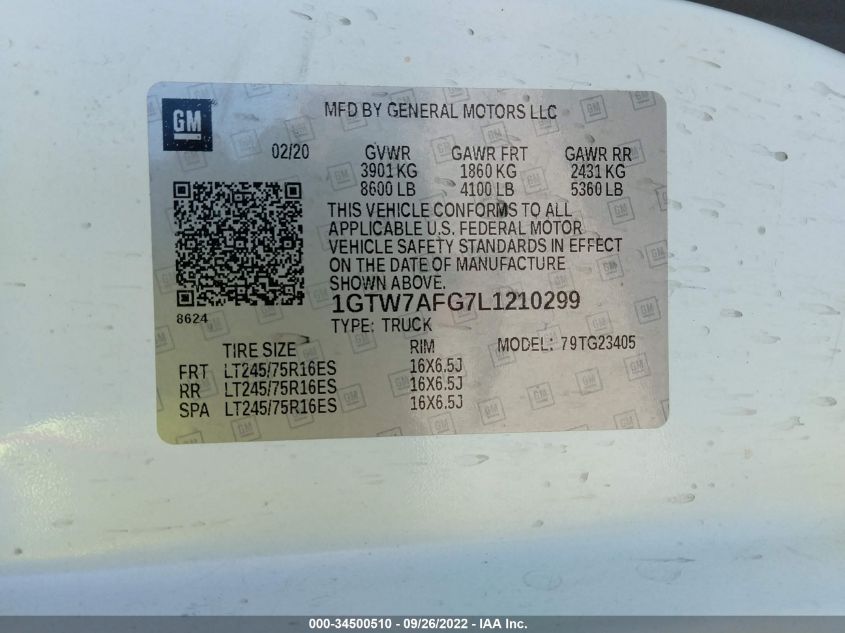 GM
MFD BY GENERAL MOTORS LLC
02/20 GVWR GAWR FRT GAWR RR
3901 KG 1860 KG 2431 KG
8600 LB 4100 LB 5360 LB
THIS VEHICLE CONFORMS TO ALL
APPLICABLE U.S. FEDERAL MOTOR
VEHICLE SAFETY STANDARDS IN EFFECT
ON THE DATE OF MANUFACTURE
SHOWN ABOVE.
8624
1GTW7AFG7L1210299
TYPE: TRUCK
TIRE SIZE RIM MODEL: 79TG23405
FRT LT245/75R16ES 16X6.5J
RR LT245/75R16ES 16X6.5J
SPA LT245/75R16ES 16X6.5J
000-34500510 - 09/26/2022 - IAA Inc.